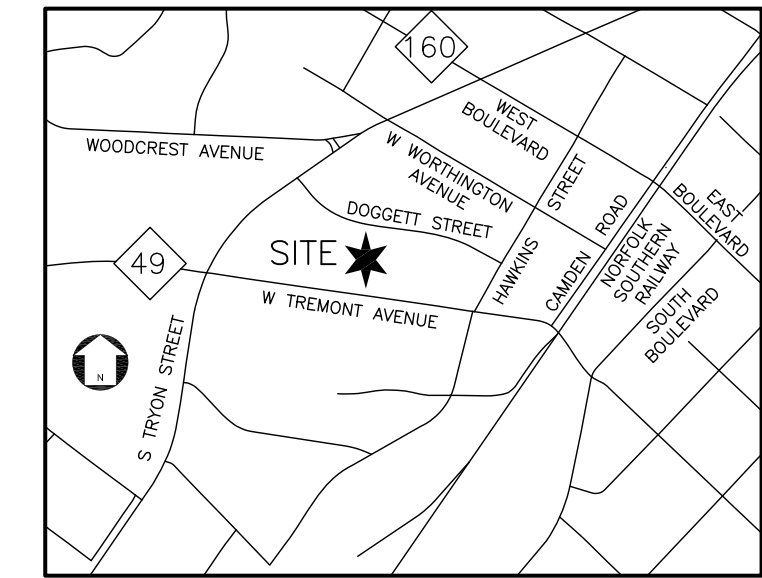 160
WEST
BOULEVARD
WOODCREST AVENUE
W WORTHINGTON
AVENUE
STREET
HAWKINS
DOGGETT STREET
ROAD
CAMDEN
EAST
BOULEVARD
NORFOLK
SOUTHERN
RAILWAY
SITE
49
W TREMONT AVENUE
SOUTH
BOULEVARD
S TRYON STREET
N